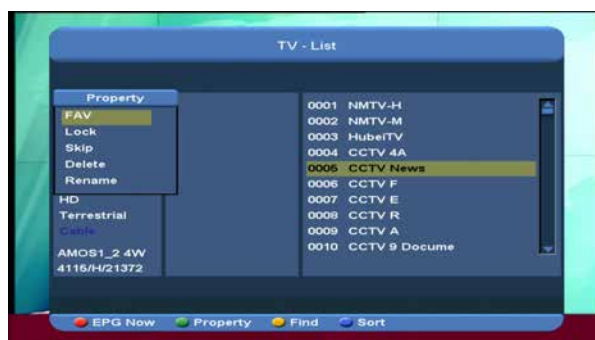 TV - List
Property
FAV
Lock
Skip
Delete
Rename
HD
Terrestrial
Cable
AMOS1_2 4W
4116/H/21372
0001 NMTV-H
0002 NMTV-M
0003 HubeiTV
0004 CCTV 4A
0005 CCTV News
0006 CCTV F
0007 CCTV E
0008 CCTV R
0009 CCTV A
0010 CCTV 9 Docume
EPG Now Property Find Sort